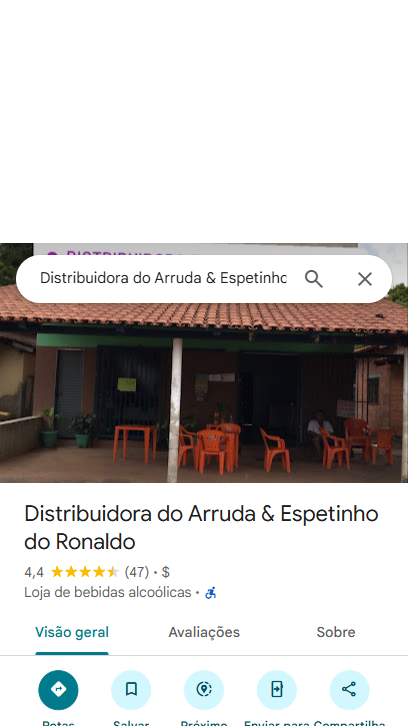 Distribuidora do Arruda & Espetinho
Distribuidora do Arruda & Espetinho
do Ronaldo
4,4 (47) • $
Loja de bebidas alcoólicas •
Visão geral Avaliações Sobre
Rotas Salvar Próximo Enviar para Compartilha